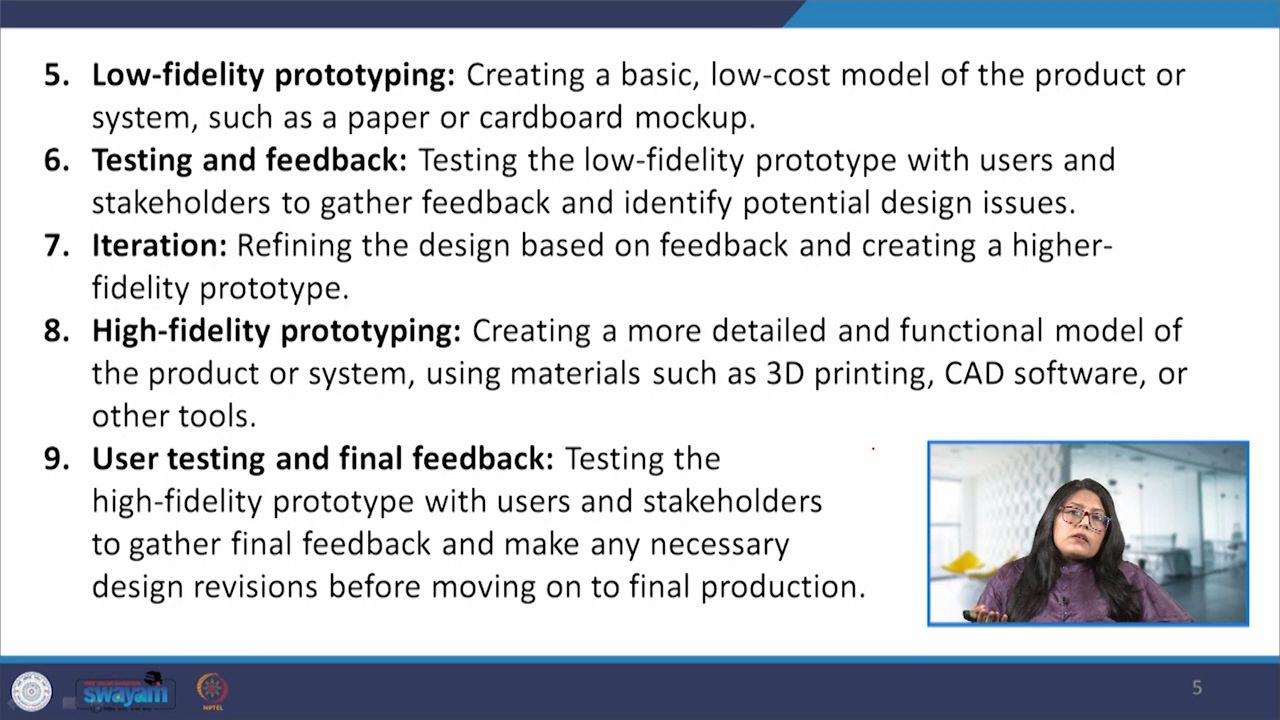 5. Low-fidelity prototyping: Creating a basic, low-cost model of the product or
system, such as a paper or cardboard mockup.
6. Testing and feedback: Testing the low-fidelity prototype with users and
stakeholders to gather feedback and identify potential design issues.
7. Iteration: Refining the design based on feedback and creating a higher-
fidelity prototype.
8. High-fidelity prototyping: Creating a more detailed and functional model of
the product or system, using materials such as 3D printing, CAD software, or
other tools.
9. User testing and final feedback: Testing the
high-fidelity prototype with users and stakeholders
to gather final feedback and make any necessary
design revisions before moving on to final production.
swayam
NPTEL
5